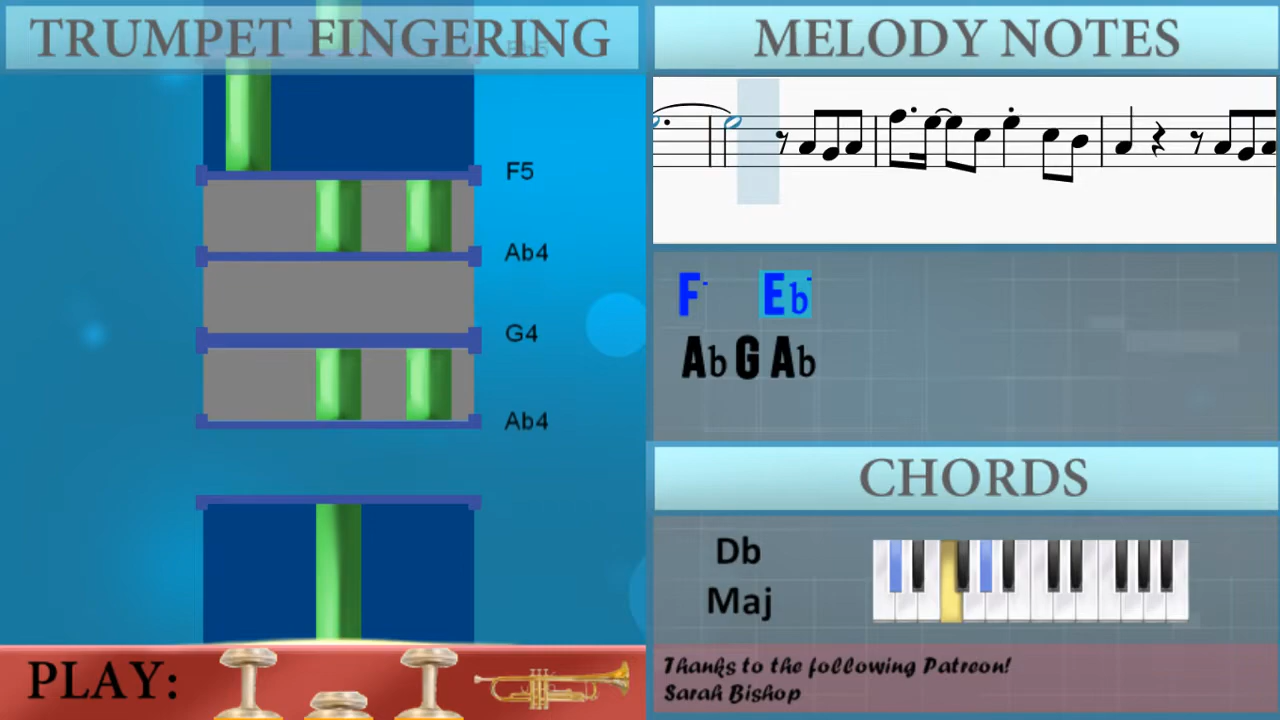 TRUMPET FINGERING
F5
Ab4
G4
Ab4
PLAY:
MELODY NOTES
F- Eb-
Ab G Ab
CHORDS
Db
Maj
Thanks to the following Patreon!
Sarah Bishop